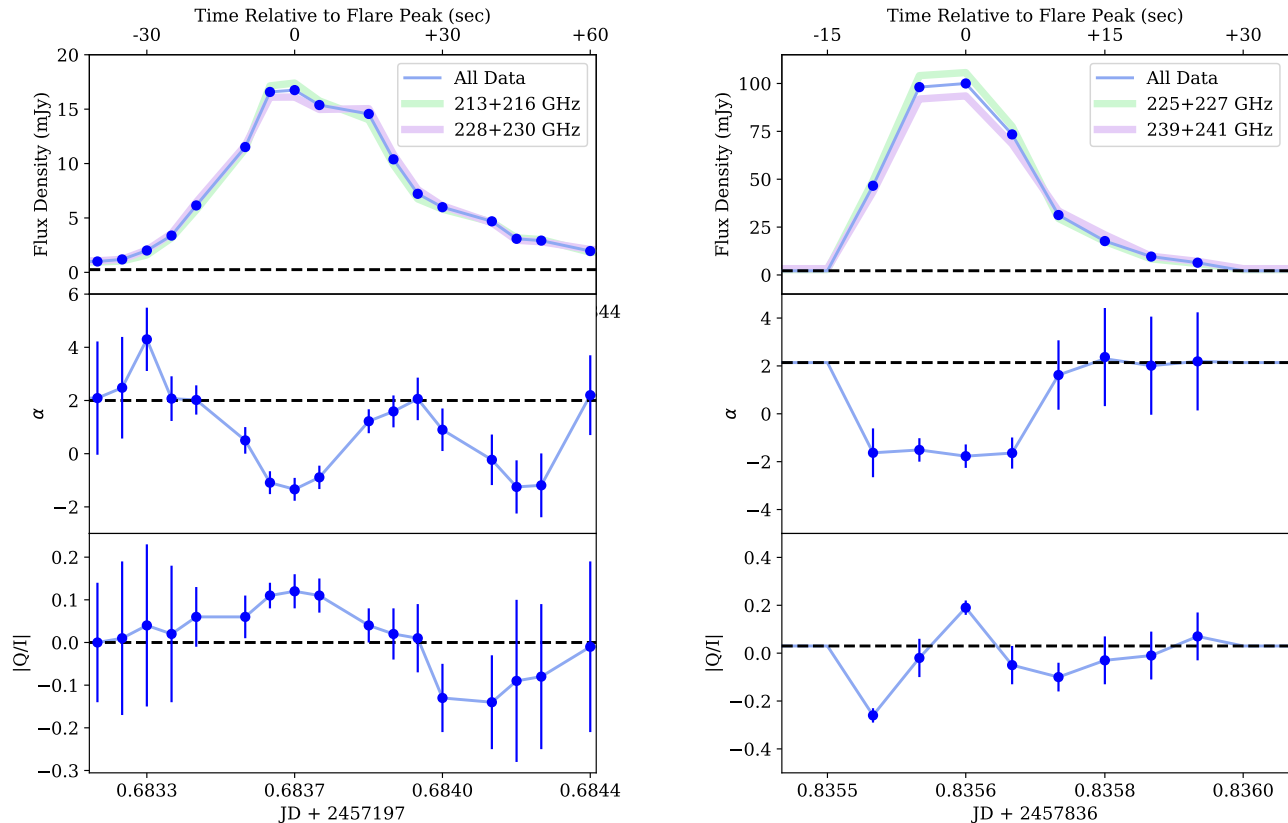 Time Relative to Flare Peak (sec)
-30 0 +30 +60
20
15
10
5
0
Flux Density (mJy)
All Data
213+216 GHz
228+230 GHz
6
4
2
0
−2
α
0.2
0.1
0.0
−0.1
−0.2
−0.3
|Q/I|
0.6833 0.6837 0.6840 0.6844
JD + 2457197
Time Relative to Flare Peak (sec)
-15 0 +15 +30
100
75
50
25
0
Flux Density (mJy)
All Data
225+227 GHz
239+241 GHz
44
4
2
0
−2
−4
α
0.4
0.2
0.0
−0.2
−0.4
|Q/I|
0.8355 0.8356 0.8358 0.8360
JD + 2457836